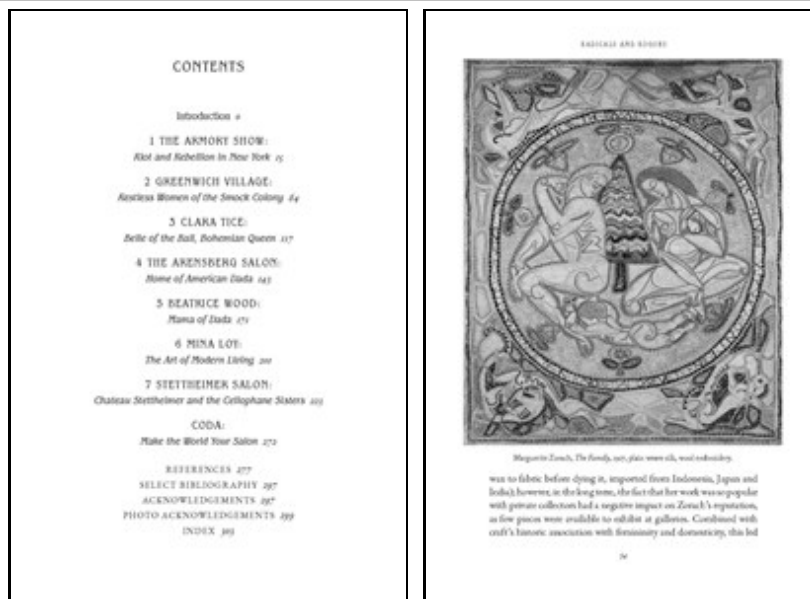 CONTENTS
Introduction
1 THE ARMORY SHOW:
Riot and Rebellion in New York 15
2 GREENWICH VILLAGE:
Restless Women of the Smock Colony 64
3 CLARA TICE:
Belle of the Ball, Bohemian Queen 117
4 THE ARENSBERG SALON:
Home of American Dada 143
5 BEATRICE WOOD:
Mama of Dada 171
6 MINA LOY:
The Art of Modern Living
7 STETTHEIMER SALON:
Chateau Stettheimer and the Cellophane Sisters
CODA:
Make the World Your Salon 272
REFERENCES 277
SELECT BIBLIOGRAPHY 297
ACKNOWLEDGEMENTS 297
PHOTO ACKNOWLEDGEMENTS 299
INDEX 303
RADICALS AND ROGUES
Marguerite Zorach, The Family, 1917, plain weave silk, wool embroidery.
wax to fabric before dying it, imported from Indonesia, Japan and
India); however, in the long term, the fact that her work was so popular
with private collectors had a negative impact on Zorach's reputation,
as few pieces were available to exhibit at galleries. Combined with
craft's historic association with femininity and domesticity, this led